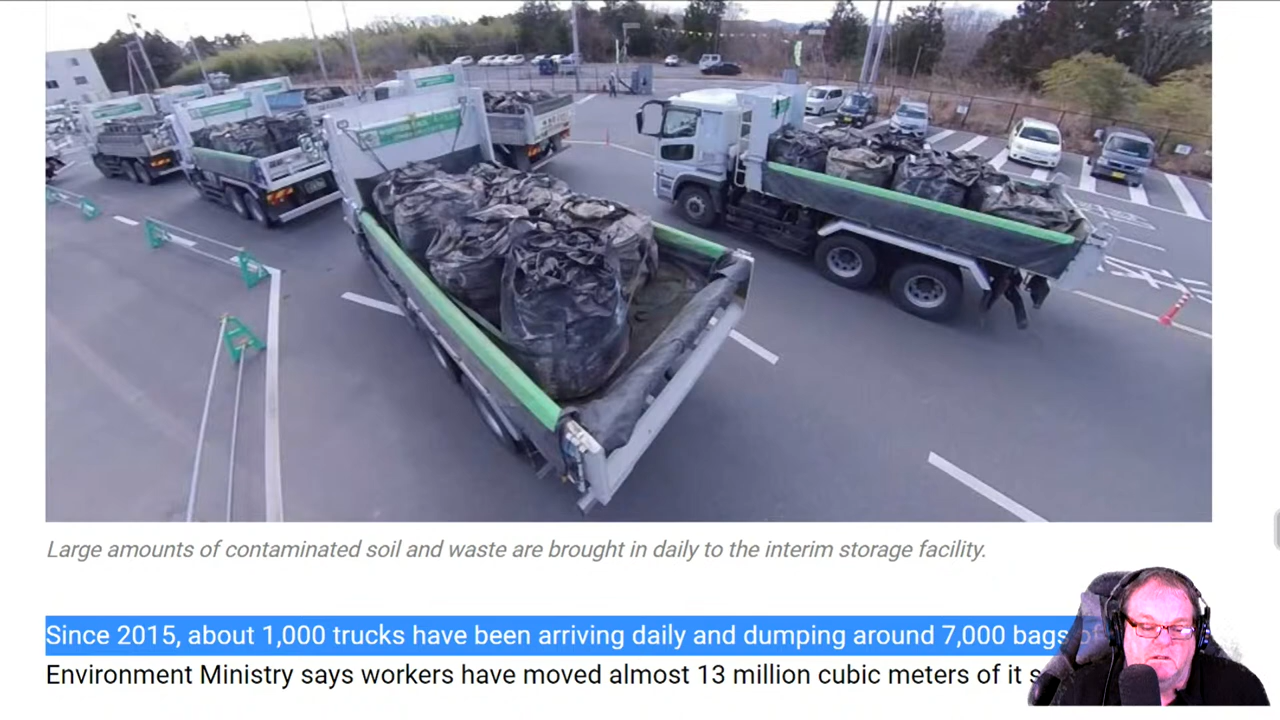 Large amounts of contaminated soil and waste are brought in daily to the interim storage facility.
Since 2015, about 1,000 trucks have been arriving daily and dumping around 7,000 bags
Environment Ministry says workers have moved almost 13 million cubic meters of it